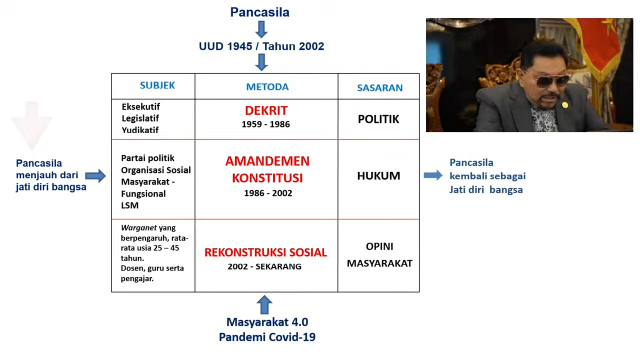 Pancasila
UUD 1945 / Tahun 2002
SUBJEK
METODA
SASARAN
Eksekutif
Legislatif
Yudikatif
DEKRIT
1959 - 1986
POLITIK
Pancasila
menjauh dari
jati diri bangsa
Partai politik
Organisasi Sosial
Masyarakat -
Fungsional
LSM
AMANDEMEN
KONSTITUSI
1986 - 2002
HUKUM
Pancasila
kembali sebagai
Jati diri bangsa
Warganet yang
berpengaruh, rata-
rata usia 25 – 45
tahun.
Dosen, guru serta
pengajar.
REKONSTRUKSI SOSIAL
2002 - SEKARANG
OPINI
MASYARAKAT
Masyarakat 4.0
Pandemi Covid-19